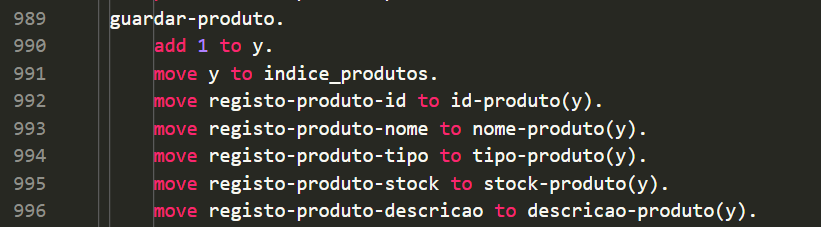 989 guardar-produto.
990 add 1 to y.
991 move y to indice_produtos.
992 move registo-produto-id to id-produto(y).
993 move registo-produto-nome to nome-produto(y).
994 move registo-produto-tipo to tipo-produto(y).
995 move registo-produto-stock to stock-produto(y).
996 move registo-produto-descricao to descricao-produto(y).